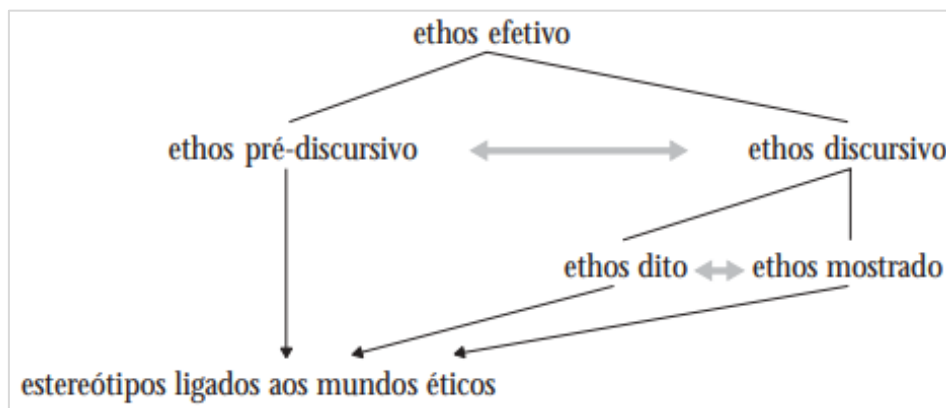 ethos efetivo
ethos pré-discursivo ethos discursivo
ethos dito ethos mostrado
estereótipos ligados aos mundos éticos